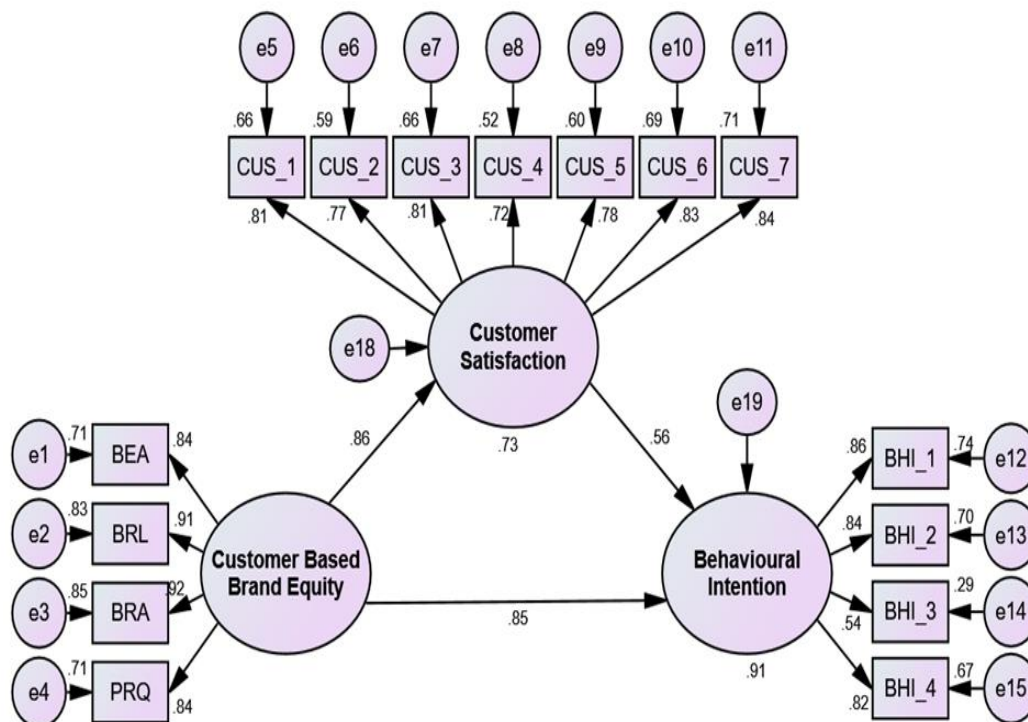 e5 e6 e7 e8 e9 e10 e11
.66 .59 .66 .52 .60 .69 .71
CUS_1 CUS_2 CUS_3 CUS_4 CUS_5 CUS_6 CUS_7
.81 .77 .81 .72 .78 .83 .84
Customer
Satisfaction
e18
.73
e19
.86
.56
e1 .71 BEA .84
e2 .83 BRL .91
e3 .85 BRA .92
e4 .71 PRQ .84
Customer Based
Brand Equity
.85
Behavioural
Intention
.91
.86 BHI_1 .74 e12
.84 BHI_2 .70 e13
.54 BHI_3 .29 e14
.82 BHI_4 .67 e15